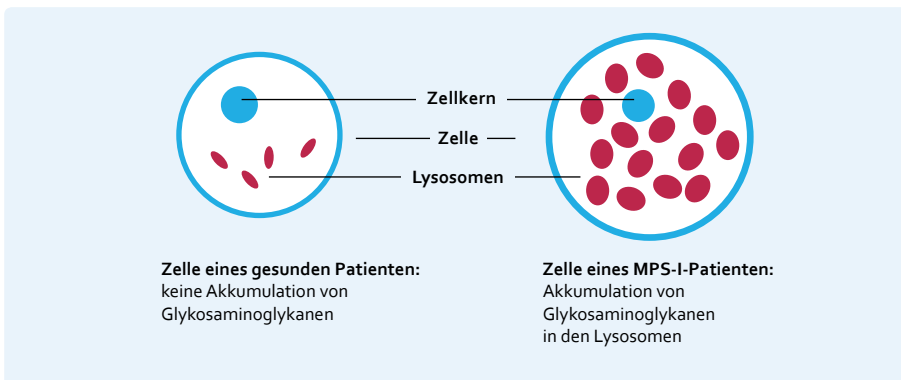 Zellkern
Zelle
Lysosomen
Zelle eines gesunden Patienten:
keine Akkumulation von
Glykosaminoglykanen
Zelle eines MPS-I-Patienten:
Akkumulation von
Glykosaminoglykanen
in den Lysosomen